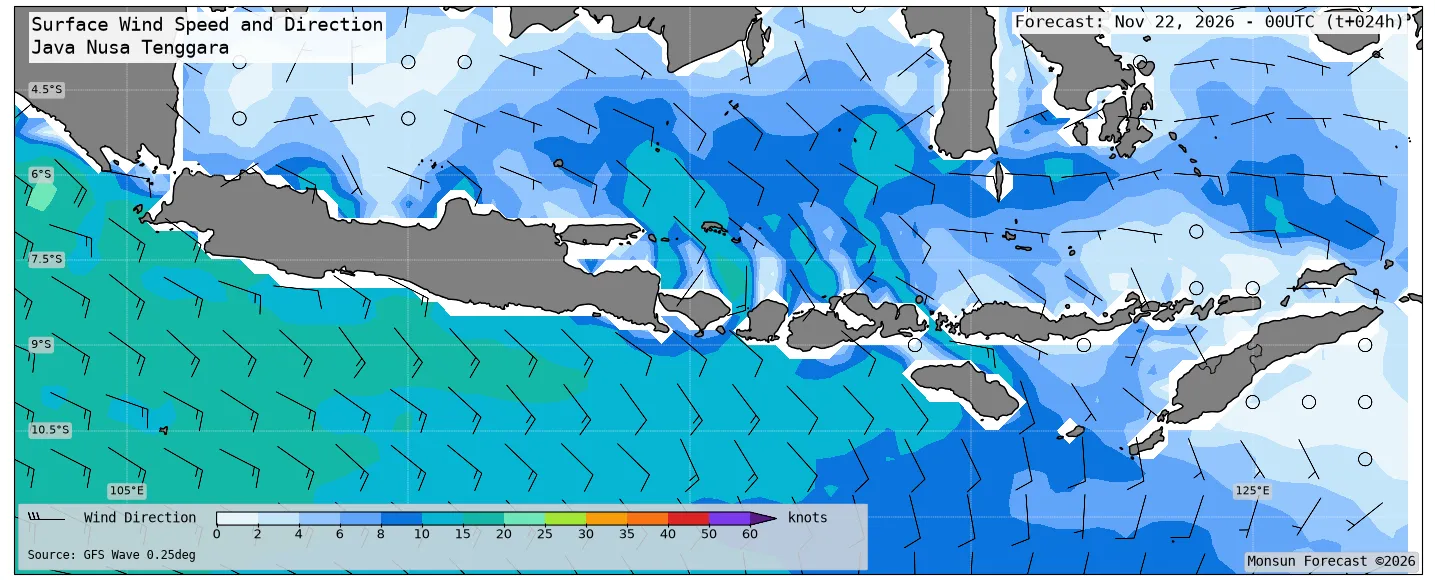 Surface Wind Speed and Direction
Java Nusa Tenggara
Forecast: Nov 22, 2026 - 00UTC (t+024h)
4.5°S
6°S
7.5°S
9°S
10.5°S
105°E
125°E
Wind Direction
0 2 4 6 8 10 15 20 25 30 35 40 50 60
knots
Source: GFS Wave 0.25deg
Monsun Forecast ©2026